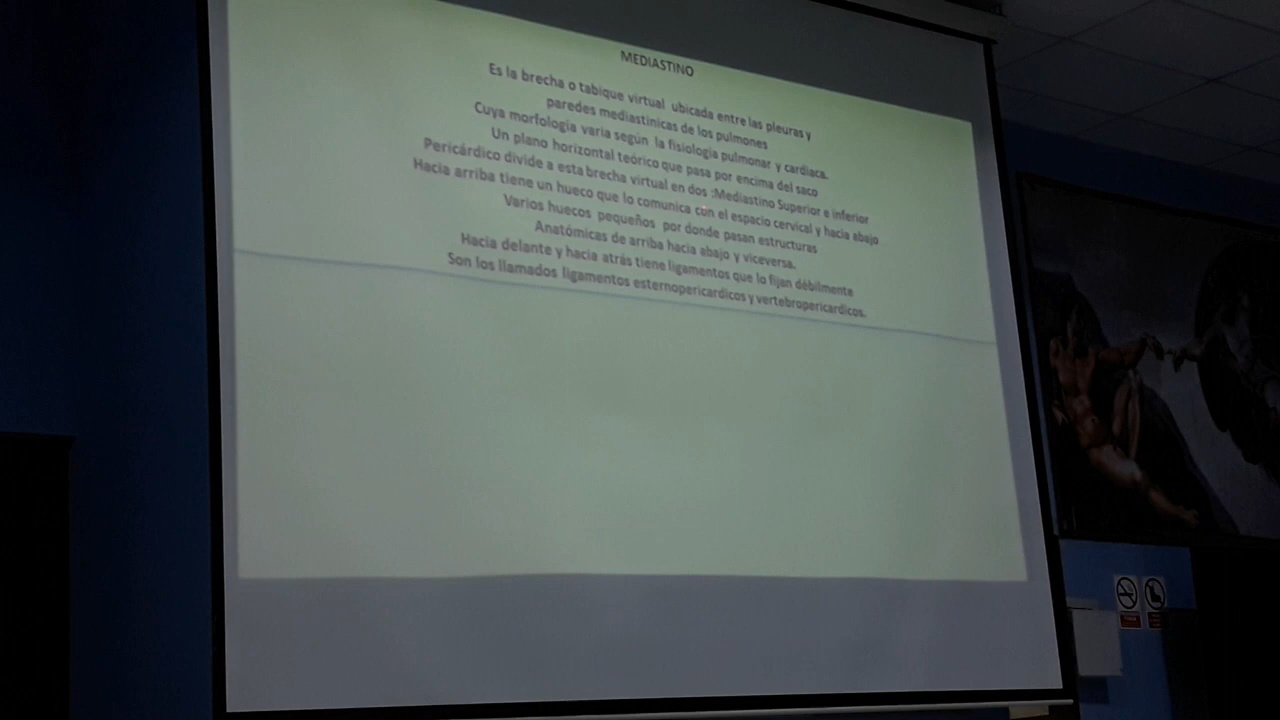 MEDIASTINO
Es la brecha o tabique virtual ubicada entre las pleuras y
paredes mediastinicas de los pulmones
Cuya morfología varia según la fisiología pulmonar y cardiaca.
Un plano horizontal teórico que pasa por encima del saco
Pericárdico divide a esta brecha virtual en dos :Mediastino Superior e inferior
Hacia arriba tiene un hueco que lo comunica con el espacio cervical y hacia abajo
Varios huecos pequeños por donde pasan estructuras
Anatómicas de arriba hacia abajo y viceversa.
Hacia delante y hacia atrás tiene ligamentos que lo fijan débilmente
Son los llamados ligamentos esternopericardicos y vertebropericardicos.